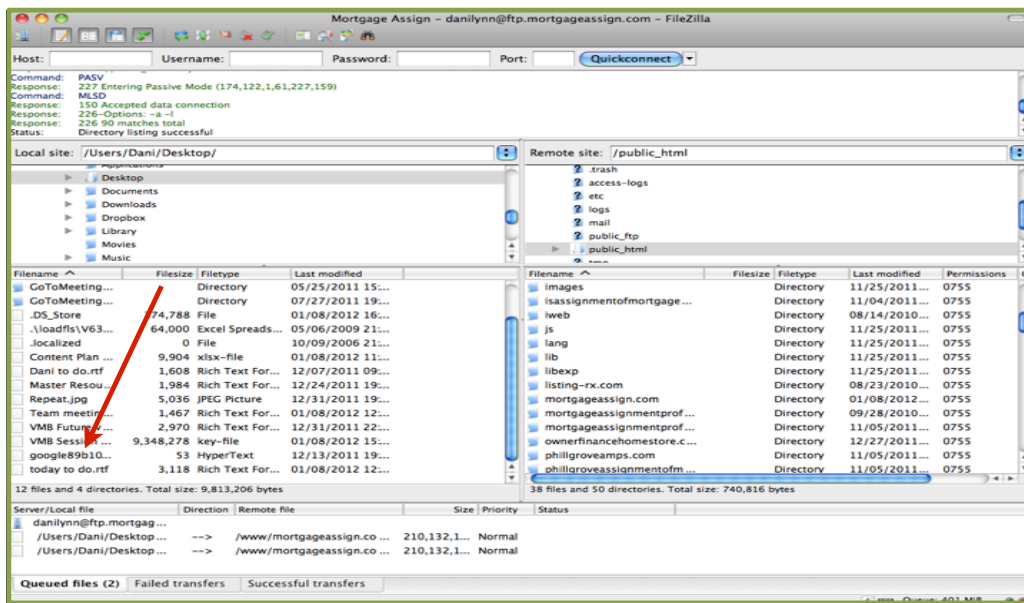 Mortgage Assign – danilynn@ftp.mortgageassign.com – FileZilla
Host: Username: Password: Port: Quickconnect
Command: PASV
Response: 227 Entering Passive Mode (174,122,1,61,227,159)
Command: MLSD
Response: 150 Accepted data connection
Response: 226-Options: -a -l
Response: 226 90 matches total
Status: Directory listing successful
Local site: /Users/Dani/Desktop/
Applications
Desktop
Documents
Downloads
Dropbox
Library
Movies
Music
Remote site: /public_html
.trash
access-logs
etc
logs
mail
public_ftp
public_html
tmp
Filename Filesize Filetype Last modified
GoToMeeting... Directory 05/25/2011 15:...
GoToMeeting... Directory 07/27/2011 19:...
.DS_Store 74,788 File 01/08/2012 16:...
.\loadfls\V63... 64,000 Excel Spreads... 05/06/2009 21:...
.localized 0 File 10/09/2006 21:...
Content Plan ... 9,904 xlsx-file 01/08/2012 11:...
Dani to do.rtf 1,608 Rich Text For... 12/07/2011 09:...
Master Resou... 1,984 Rich Text For... 12/24/2011 19:...
Repeat.jpg 5,036 JPEG Picture 12/31/2011 19:...
Team meetin... 1,467 Rich Text For... 01/08/2012 12:...
VMB Future... 2,970 Rich Text For... 12/31/2011 22:...
VMB Session ... 9,348,278 key-file 01/08/2012 15:...
google89b10... 53 HyperText 12/13/2011 19:...
today to do.rtf 3,118 Rich Text For... 01/08/2012 12:...
12 files and 4 directories. Total size: 9,813,206 bytes
Filename Filesize Filetype Last modified Permissions
images Directory 11/25/2011... 0755
isassignmentofmortgage... Directory 11/04/2011... 0755
iweb Directory 08/14/2010... 0755
js Directory 11/25/2011... 0755
lang Directory 11/25/2011... 0755
lib Directory 11/25/2011... 0755
libexp Directory 11/25/2011... 0755
listing-rx.com Directory 08/23/2010... 0755
mortgageassign.com Directory 01/08/2012... 0755
mortgageassignmentprof... Directory 09/28/2010... 0755
mortgageassignmentprof... Directory 11/05/2011... 0755
ownerfinancehomestore.c... Directory 12/27/2011... 0755
phillgroveamps.com Directory 11/05/2011... 0755
phillgroveassignmentofm... Directory 11/05/2011... 0755
38 files and 50 directories. Total size: 740,816 bytes
Server/Local file Direction Remote file Size Priority Status
danilynn@ftp.mortgag...
/Users/Dani/Desktop... --> /www/mortgageassign.co ... 210,132,1... Normal
/Users/Dani/Desktop... --> /www/mortgageassign.co ... 210,132,1... Normal
Queued files (2) Failed transfers Successful transfers
Queue: 401 MiB